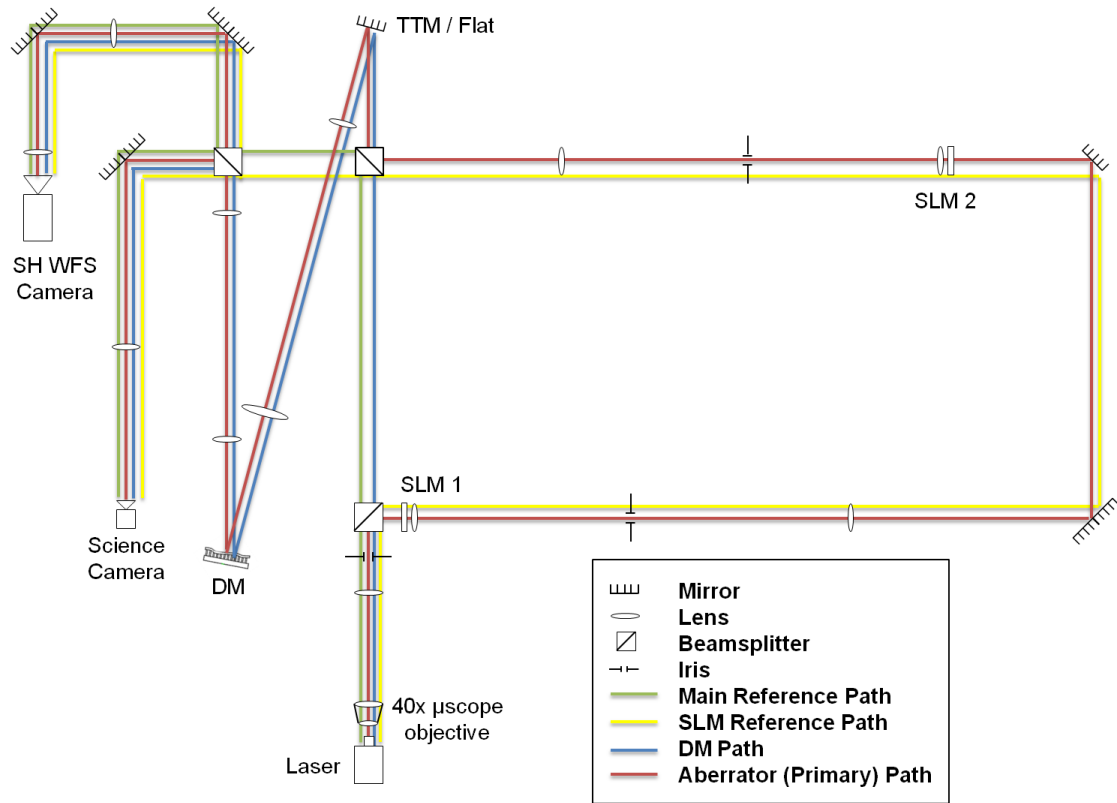 TTM / Flat
SLM 2
SH WFS
Camera
SLM 1
Science
Camera
DM
40x µscope
objective
Laser
Mirror
Lens
Beamsplitter
Iris
Main Reference Path
SLM Reference Path
DM Path
Aberrator (Primary) Path